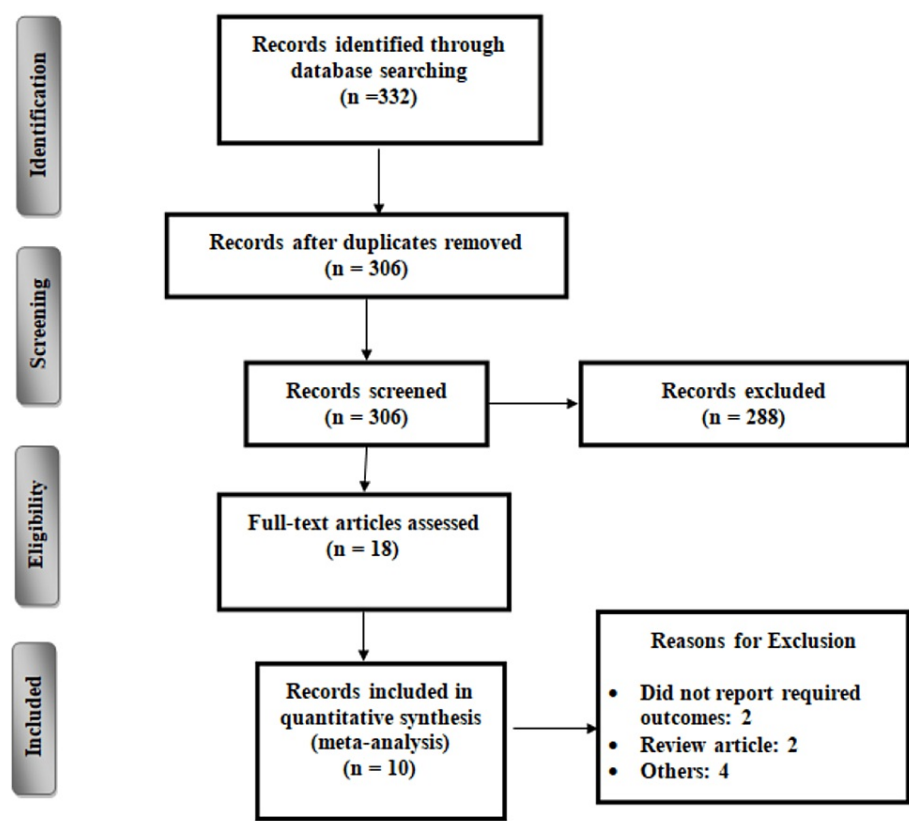 Identification
Records identified through
database searching
(n =332)
Records after duplicates removed
(n = 306)
Screening
Records screened
(n = 306)
Records excluded
(n = 288)
Eligibility
Full-text articles assessed
(n = 18)
Included
Records included in
quantitative synthesis
(meta-analysis)
(n = 10)
Reasons for Exclusion
• Did not report required
outcomes: 2
• Review article: 2
• Others: 4